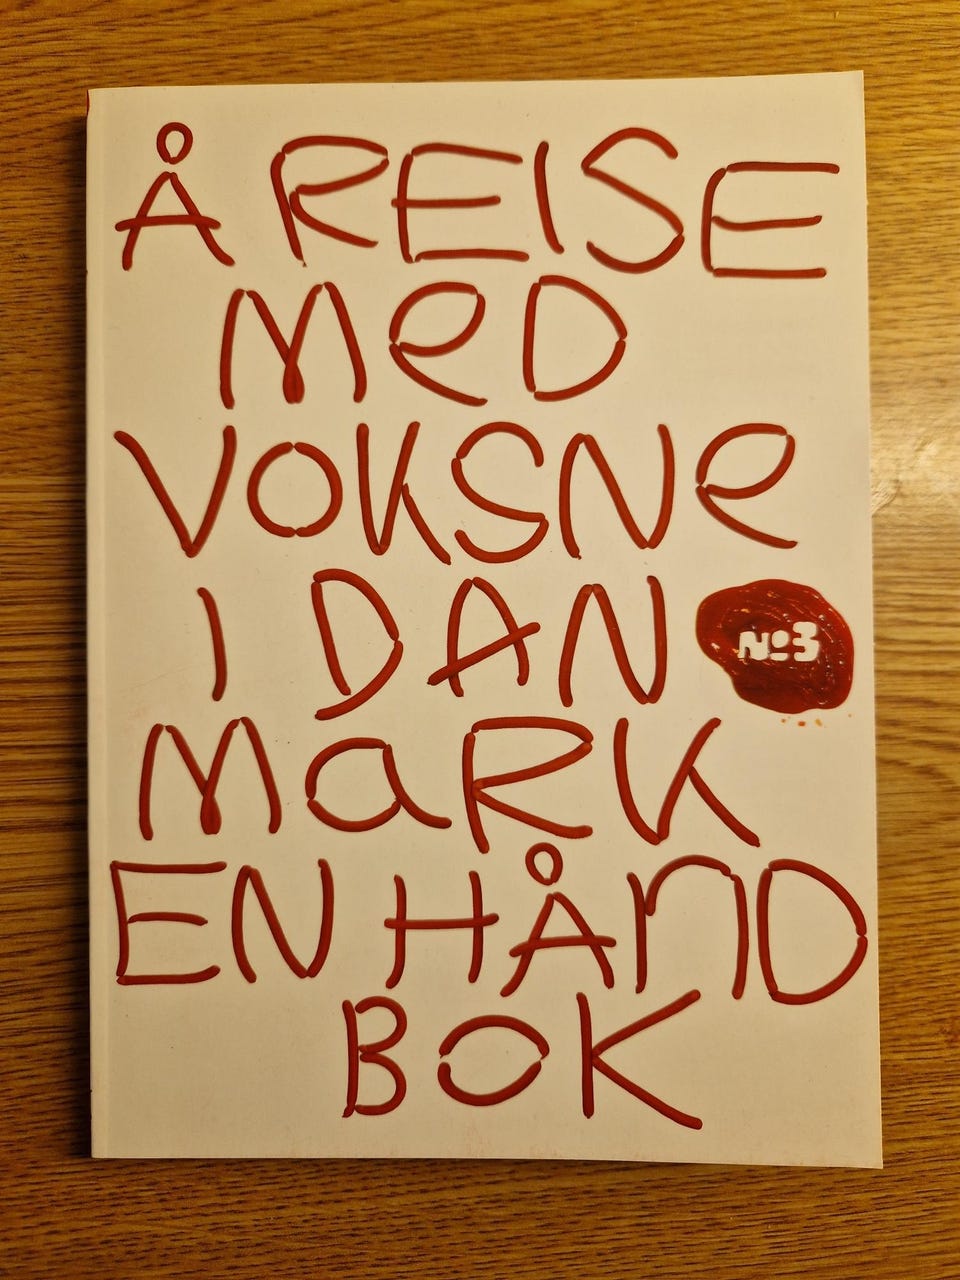 Å REISE
MeD
VOKSNe
I DAN
No3
MaRK
EN HÅnD
BOK